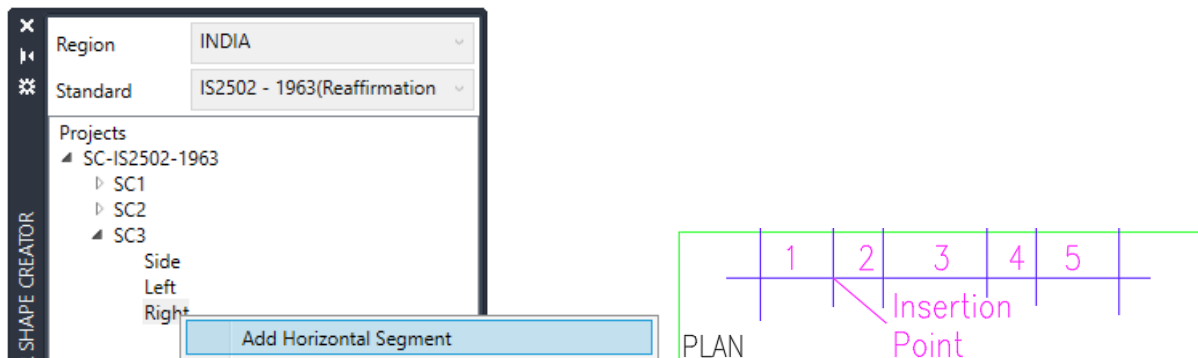 Region INDIA
Standard IS2502 - 1963(Reaffirmation
Projects
SC-IS2502-1963
SC1
SC2
SC3
Side
Left
Right
Add Horizontal Segment
SHAPE CREATOR
1 2 3 4 5
Insertion
Point
PLAN